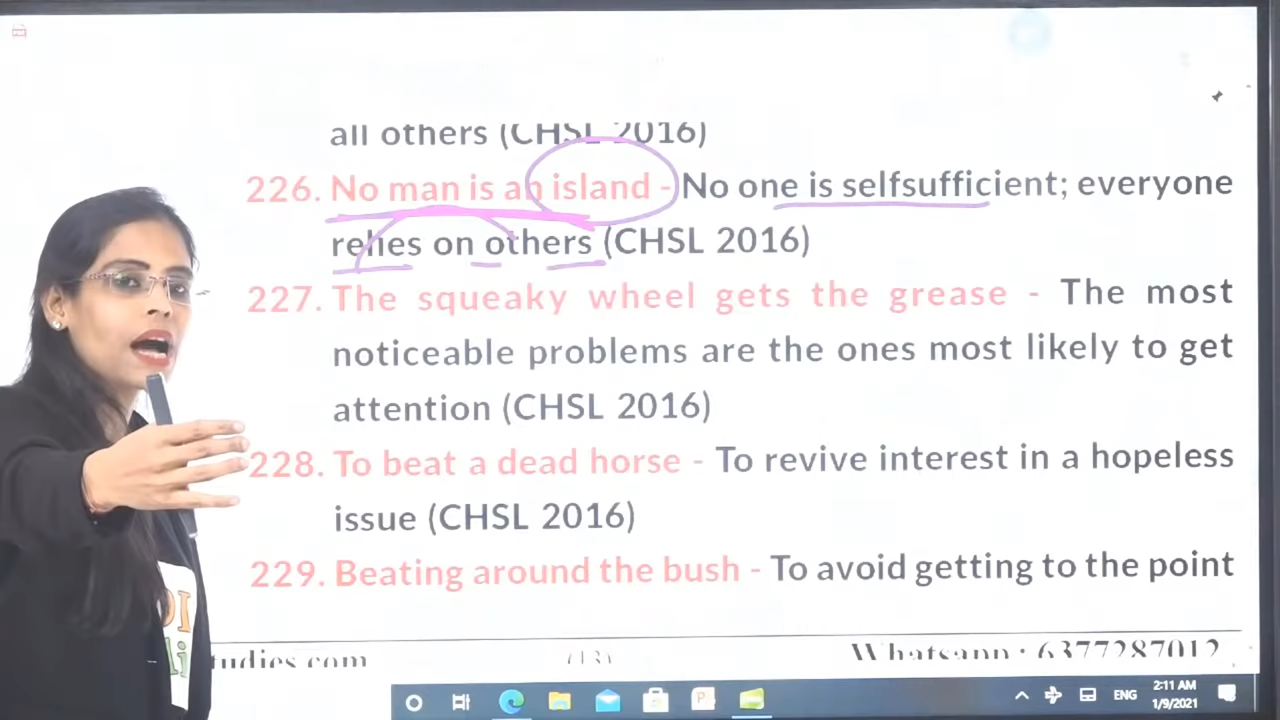 all others (CHSL 2016)
226. No man is an island - No one is selfsufficient; everyone
relies on others (CHSL 2016)
227. The squeaky wheel gets the grease - The most
noticeable problems are the ones most likely to get
attention (CHSL 2016)
228. To beat a dead horse - To revive interest in a hopeless
issue (CHSL 2016)
229. Beating around the bush - To avoid getting to the point
tudies.com (13) Whatsapp : 6377287012
ENG
2:11 AM
1/9/2021